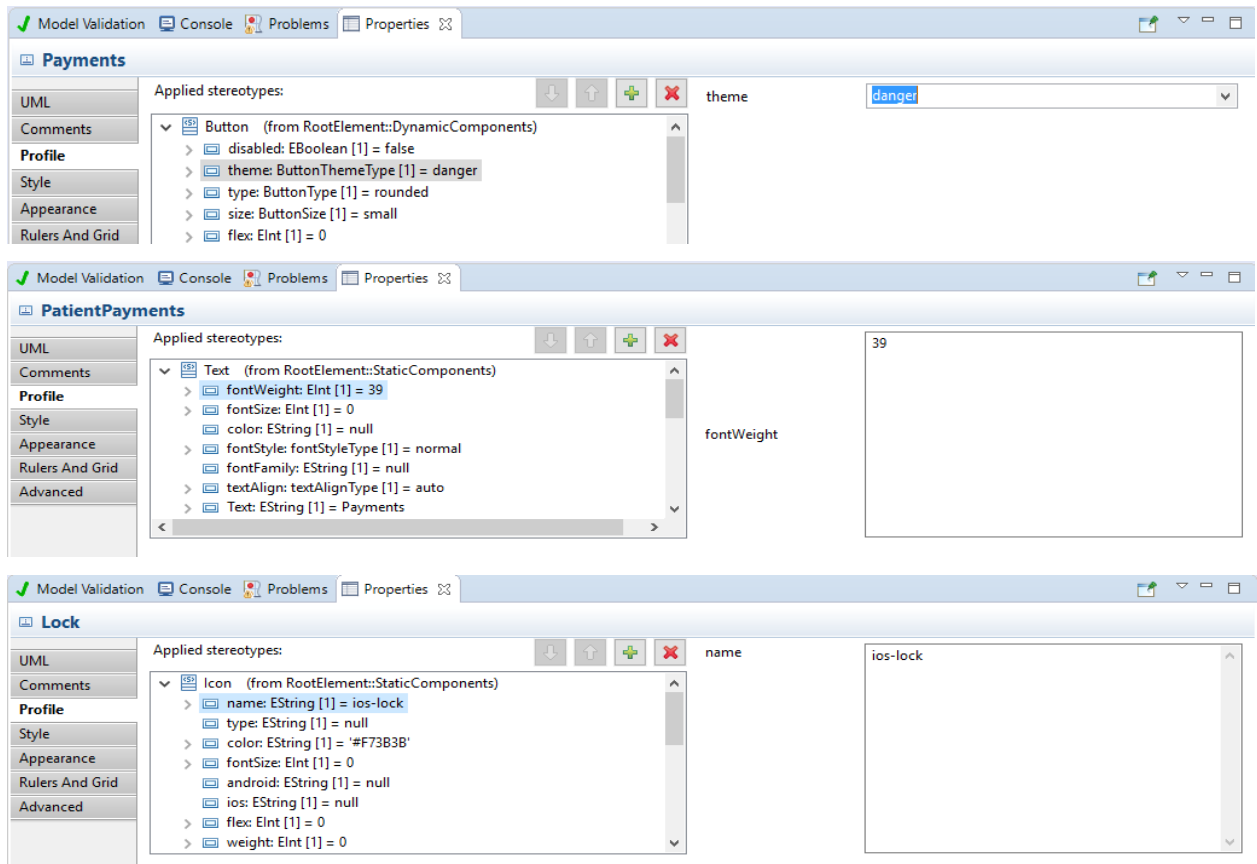 Model Validation Console Problems Properties
Payments
UML
Comments
Profile
Style
Appearance
Rulers And Grid
Applied stereotypes:
Button (from RootElement::DynamicComponents)
disabled: EBoolean [1] = false
theme: ButtonThemeType [1] = danger
type: ButtonType [1] = rounded
size: ButtonSize [1] = small
flex: EInt [1] = 0
theme
danger
Model Validation Console Problems Properties
PatientPayments
UML
Comments
Profile
Style
Appearance
Rulers And Grid
Advanced
Applied stereotypes:
Text (from RootElement::StaticComponents)
fontWeight: EInt [1] = 39
fontSize: EInt [1] = 0
color: EString [1] = null
fontStyle: fontStyleType [1] = normal
fontFamily: EString [1] = null
textAlign: textAlignType [1] = auto
Text: EString [1] = Payments
fontWeight
39
Model Validation Console Problems Properties
Lock
UML
Comments
Profile
Style
Appearance
Rulers And Grid
Advanced
Applied stereotypes:
Icon (from RootElement::StaticComponents)
name: EString [1] = ios-lock
type: EString [1] = null
color: EString [1] = '#F73B3B'
fontSize: EInt [1] = 0
android: EString [1] = null
ios: EString [1] = null
flex: EInt [1] = 0
weight: EInt [1] = 0
name
ios-lock